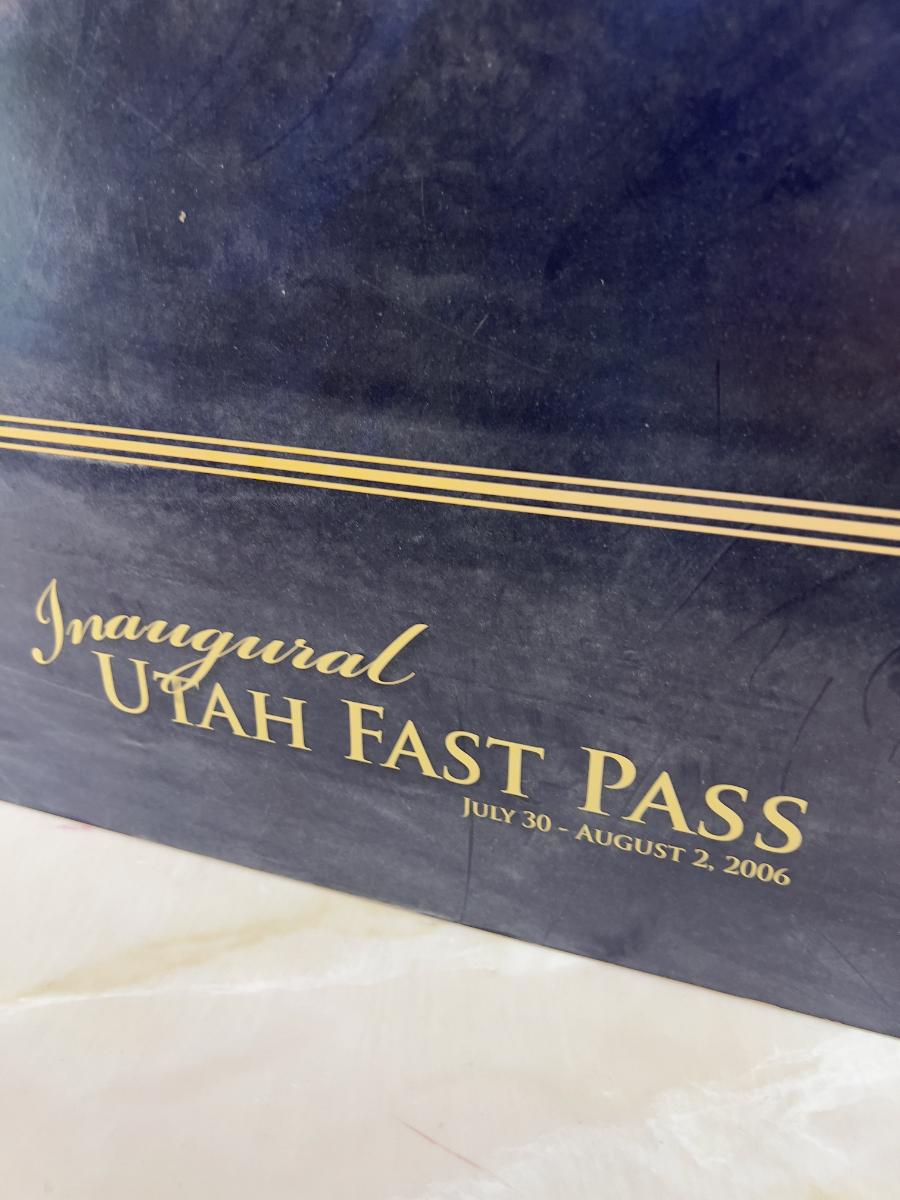 Inaugural
UTAH FAST PASS
JULY 30 - AUGUST 2, 2006